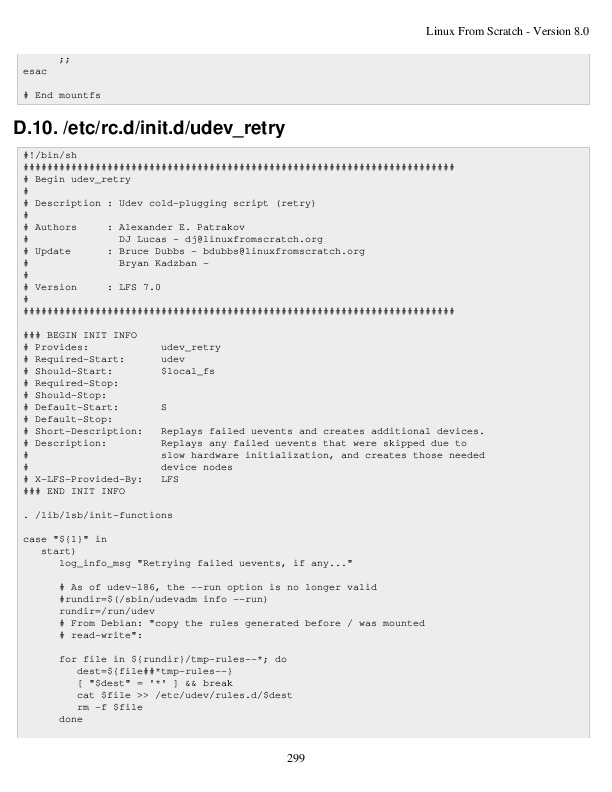 Linux From Scratch - Version 8.0
      ;;
esac

# End mountfs
D.10. /etc/rc.d/init.d/udev_retry
#!/bin/sh
########################################################################
# Begin udev_retry
#
# Description : Udev cold-plugging script (retry)
#
# Authors     : Alexander E. Patrakov
#               DJ Lucas - dj@linuxfromscratch.org
# Update      : Bruce Dubbs - bdubbs@linuxfromscratch.org
#               Bryan Kadzban -
#
# Version     : LFS 7.0
#
########################################################################

### BEGIN INIT INFO
# Provides:            udev_retry
# Required-Start:      udev
# Should-Start:        $local_fs
# Required-Stop:
# Should-Stop:
# Default-Start:       S
# Default-Stop:
# Short-Description:   Replays failed uevents and creates additional devices.
# Description:         Replays any failed uevents that were skipped due to
#                      slow hardware initialization, and creates those needed
#                      device nodes
# X-LFS-Provided-By:   LFS
### END INIT INFO

. /lib/lsb/init-functions

case "${1}" in
   start)
      log_info_msg "Retrying failed uevents, if any..."

      # As of udev-186, the --run option is no longer valid
      #rundir=$(/sbin/udevadm info --run)
      rundir=/run/udev
      # From Debian: "copy the rules generated before / was mounted
      # read-write":

      for file in ${rundir}/tmp-rules--*; do
         dest=${file##*tmp-rules--}
         [ "$dest" = '*' ] && break
         cat $file >> /etc/udev/rules.d/$dest
         rm -f $file
      done
299